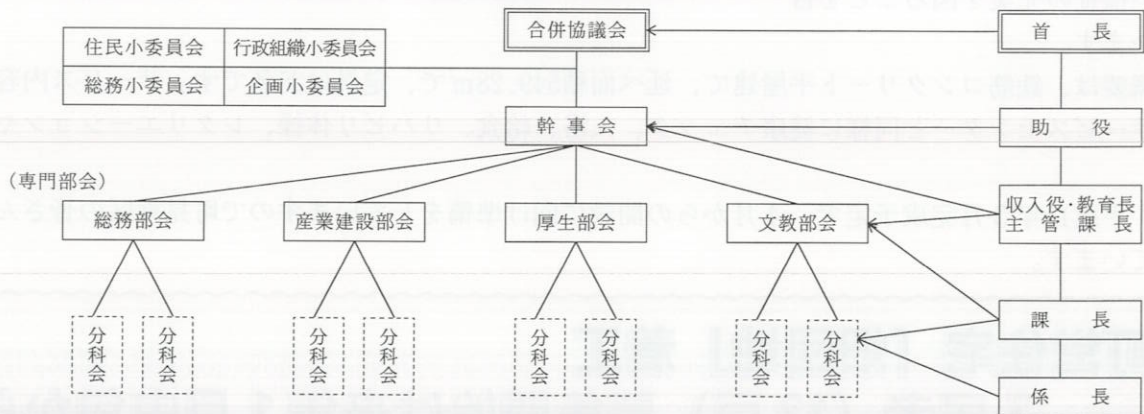 合併協議会
首長
住民小委員会
行政組織小委員会
総務小委員会
企画小委員会
幹事会
助役
（専門部会）
総務部会
産業建設部会
厚生部会
文教部会
収入役・教育長
主管課長
分科会
分科会
分科会
分科会
分科会
分科会
分科会
分科会
課長
係長